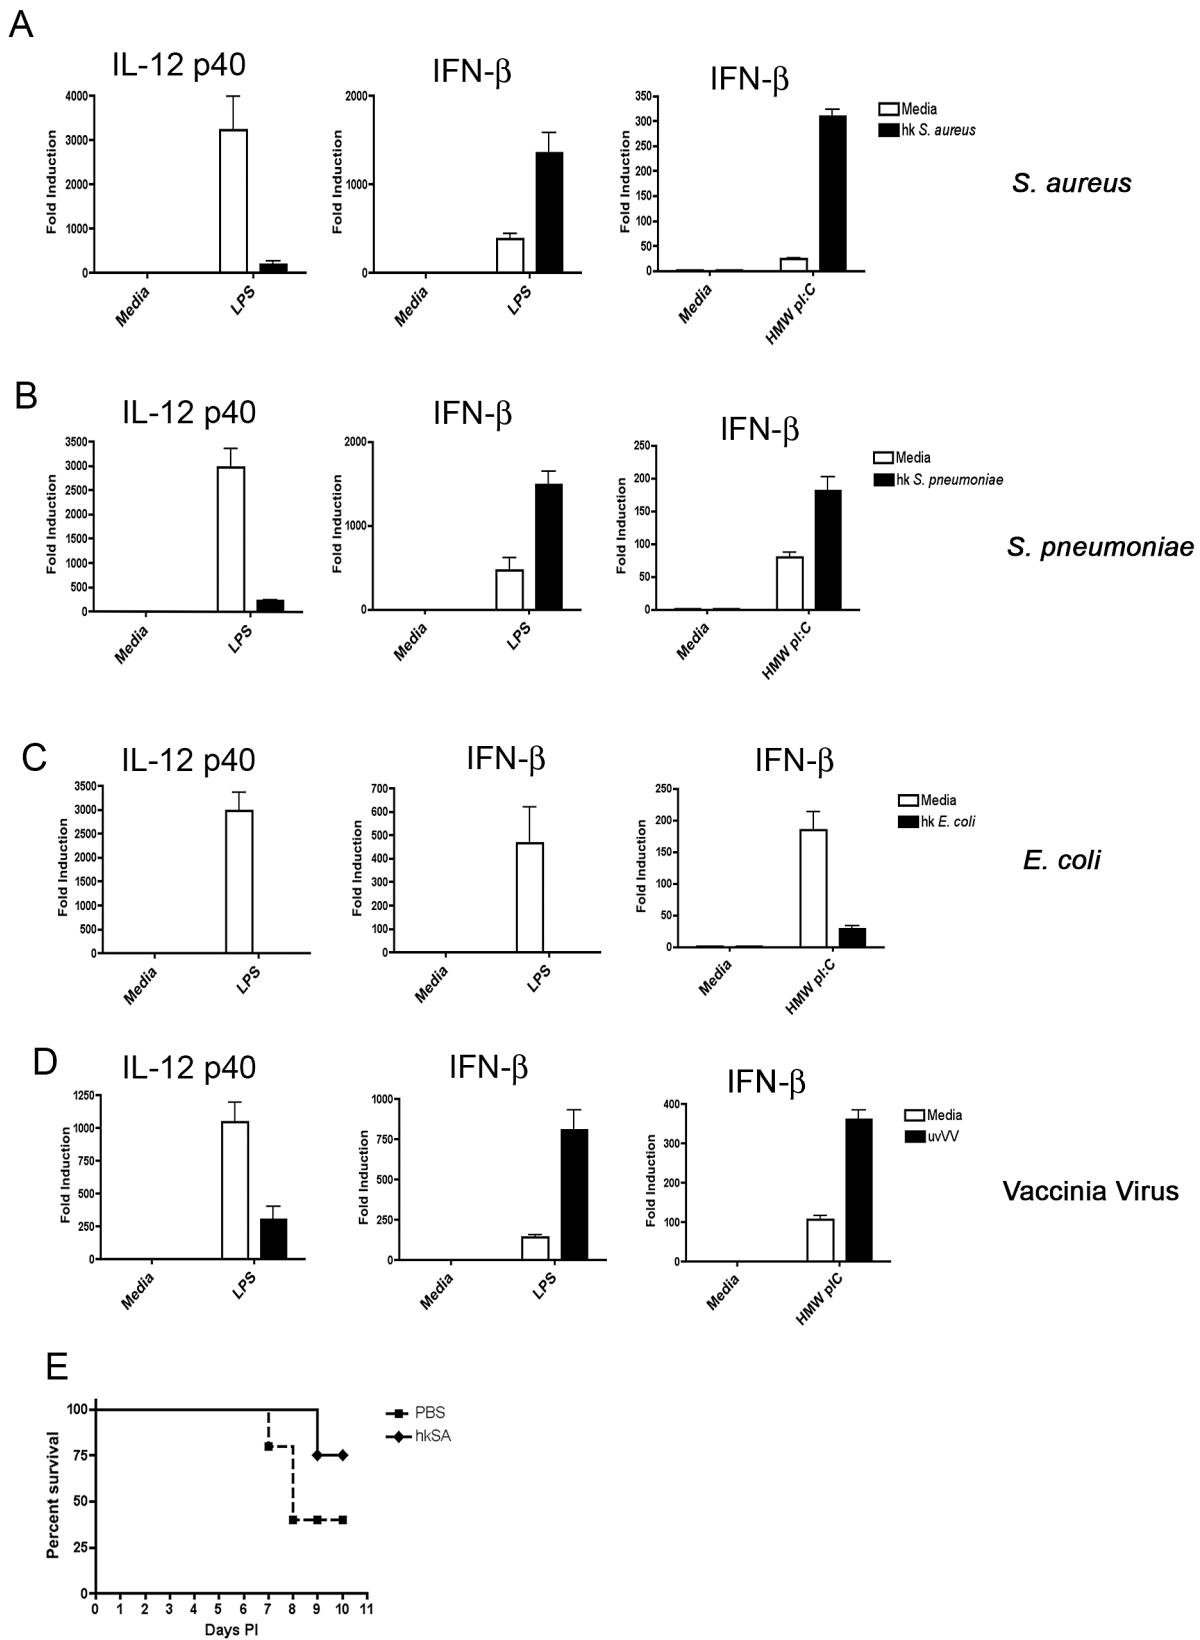 A
IL-12 p40
IFN-β
IFN-β
Fold Induction
4000
3000
2000
1000
0
Media
LPS
Fold Induction
2000
1000
0
Media
LPS
Fold Induction
350
300
250
200
150
100
50
0
Media
HMW pI:C
Media
hk S. aureus
S. aureus
B
IL-12 p40
IFN-β
IFN-β
Fold Induction
3500
3000
2500
2000
1500
1000
500
0
Media
LPS
Fold Induction
2000
1000
0
Media
LPS
Fold Induction
250
200
150
100
50
0
Media
HMW pI:C
Media
hk S. pneumoniae
S. pneumoniae
C
IL-12 p40
IFN-β
IFN-β
Fold Induction
3500
3000
2500
2000
1500
1000
500
0
Media
LPS
Fold Induction
700
600
500
400
300
200
100
0
Media
LPS
Fold Induction
250
200
150
100
50
0
Media
HMW pI:C
Media
hk E. coli
E. coli
D
IL-12 p40
IFN-β
IFN-β
Fold Induction
1250
1000
750
500
250
0
Media
LPS
Fold Induction
1000
750
500
250
0
Media
LPS
Fold Induction
400
300
200
100
0
Media
HMW pIC
Media
uvVV
Vaccinia Virus
E
Percent survival
100
75
50
25
0
0 1 2 3 4 5 6 7 8 9 10 11
Days PI
PBS
hkSA